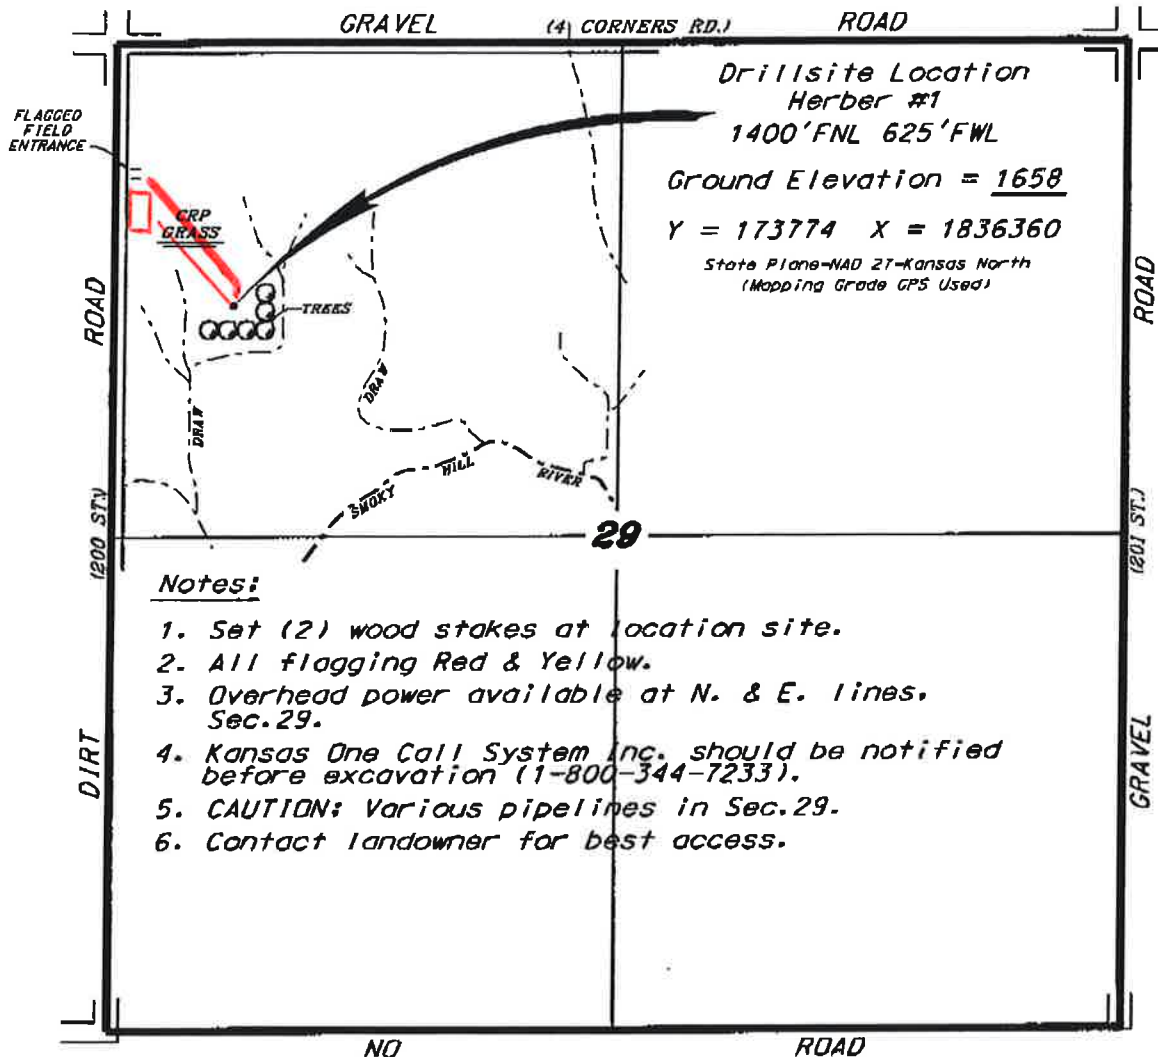 GRAVEL (4 CORNERS RD.) ROAD
Drillsite Location
Herber #1
1400'FNL 625'FWL
Ground Elevation = 1658
Y = 173774 X = 1836360
State Plane-NAD 27-Kansas North
(Mapping Grade GPS Used)
FLAGGED
FIELD
ENTRANCE
CRP
GRASS
TREES
ROAD
ROAD
DRAW
DRAW
SMOKY HILL RIVER
(200 ST.)
(201 ST.)
29
Notes:
1. Set (2) wood stakes at location site.
2. All flagging Red & Yellow.
3. Overhead power available at N. & E. lines.
Sec.29.
4. Kansas One Call System Inc. should be notified
before excavation (1-800-344-7233).
5. CAUTION: Various pipelines in Sec.29.
6. Contact landowner for best access.
DIRT
GRAVEL
NO ROAD